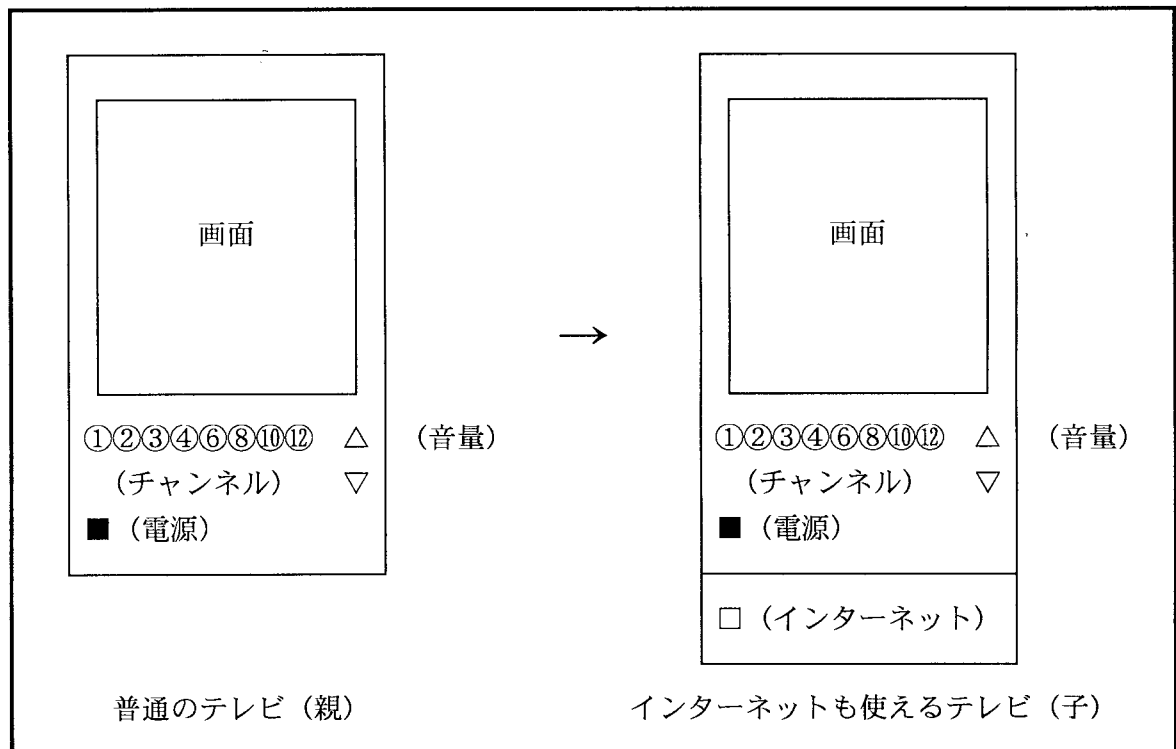 画面
①②③④⑥⑧⑩⑫ △ (音量)
(チャンネル) ▽
■ (電源)
普通のテレビ (親)
→
画面
①②③④⑥⑧⑩⑫ △ (音量)
(チャンネル) ▽
■ (電源)
□ (インターネット)
インターネットも使えるテレビ (子)